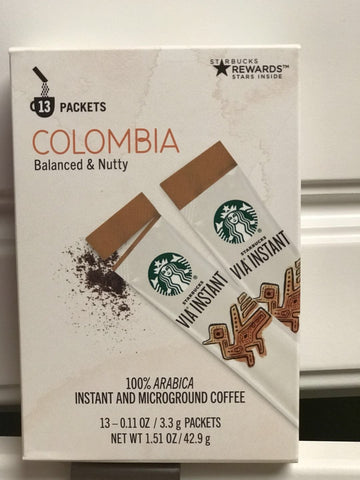 STARBUCKS
REWARDS™
STARS INSIDE
13 PACKETS
COLOMBIA
Balanced & Nutty
STARBUCKS
VIA INSTANT
STARBUCKS
VIA INSTANT
100% ARABICA
INSTANT AND MICROGROUND COFFEE
13 – 0.11 OZ / 3.3 g PACKETS
NET WT 1.51 OZ / 42.9 g